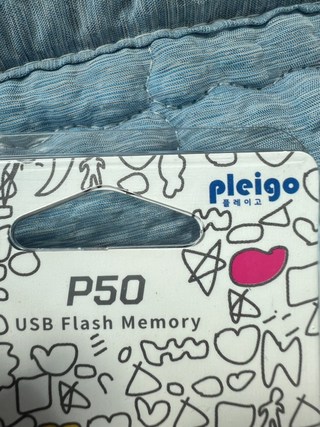 pleigo
플레이고
P50
USB Flash Memory